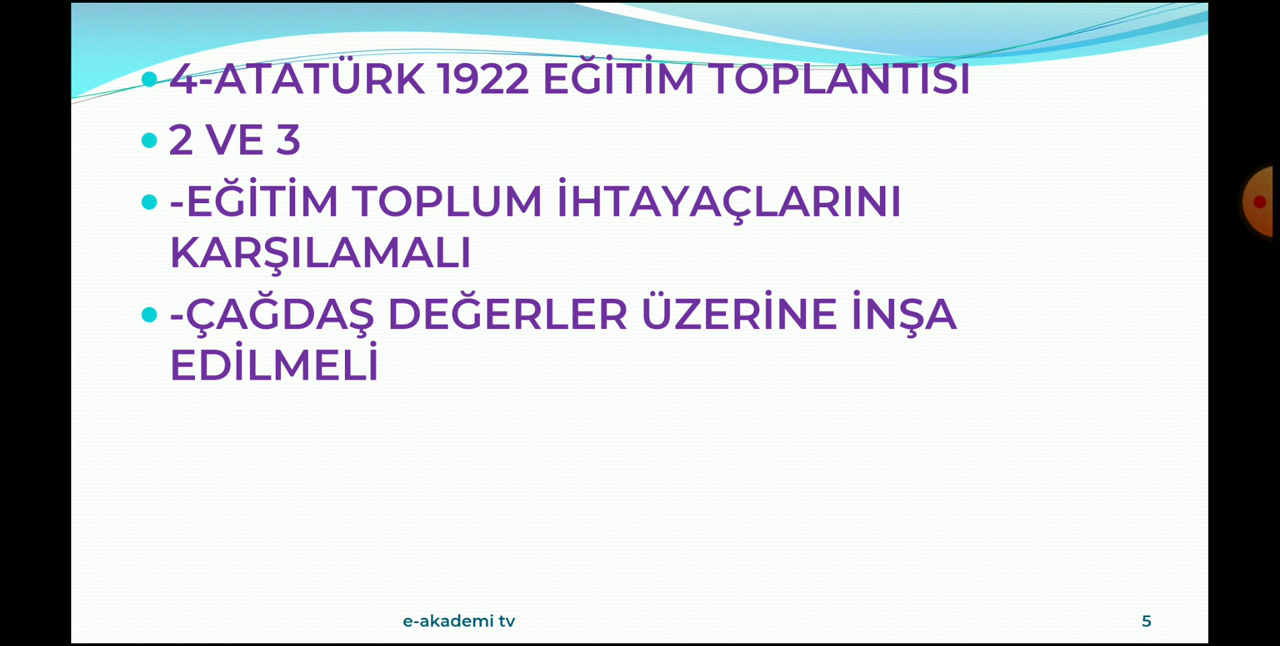 4-ATATÜRK 1922 EĞİTİM TOPLANTISI
2 VE 3
-EĞİTİM TOPLUM İHTAYAÇLARINI
KARŞILAMALI
-ÇAĞDAŞ DEĞERLER ÜZERİNE İNŞA
EDİLMELİ
e-akademi tv
5